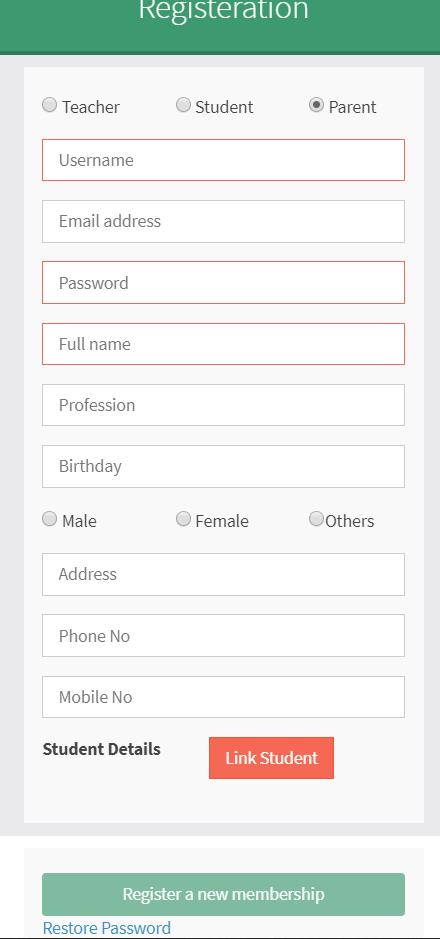 Registeration
Teacher Student Parent
Username
Email address
Password
Full name
Profession
Birthday
Male Female Others
Address
Phone No
Mobile No
Student Details Link Student
Register a new membership
Restore Password